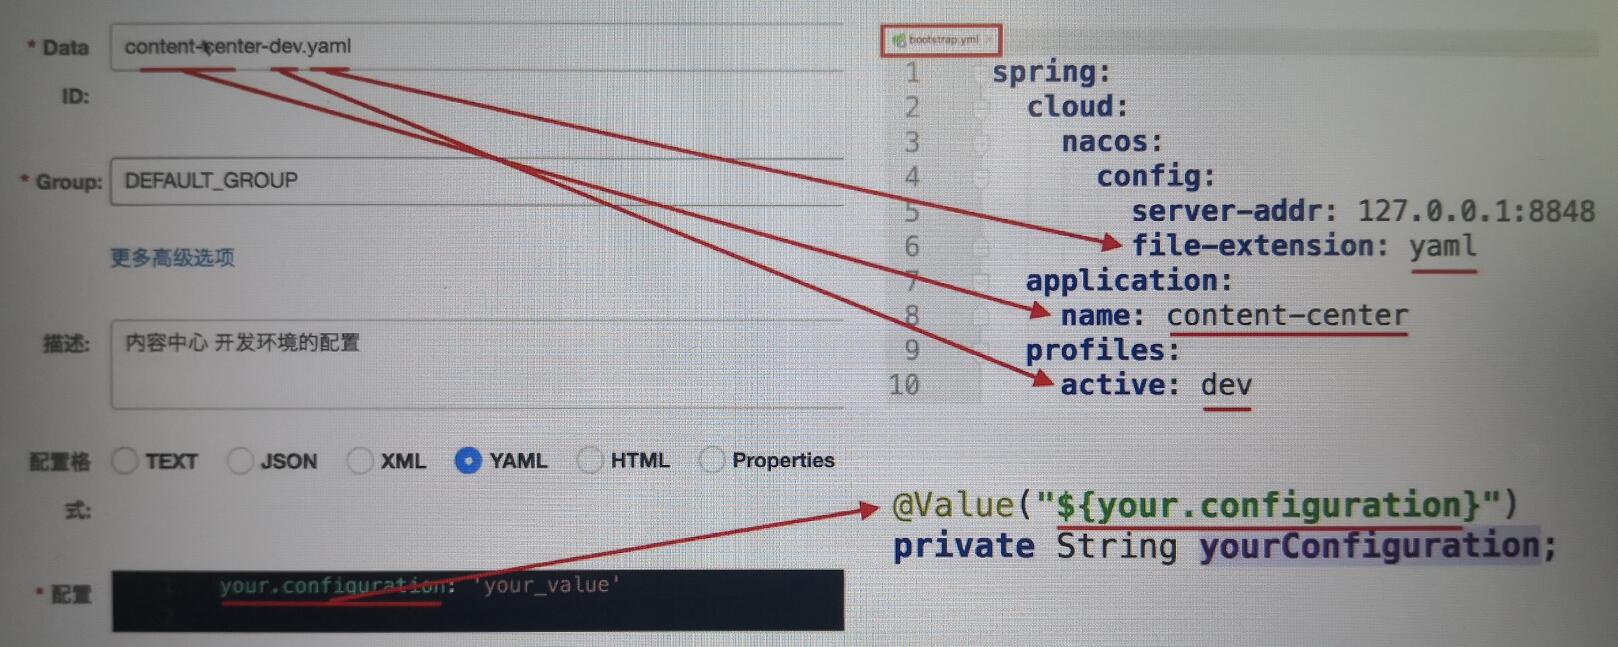 * Data ID: content-center-dev.yaml
* Group: DEFAULT_GROUP
更多高级选项
描述: 内容中心 开发环境的配置
配置格式: TEXT JSON XML YAML HTML Properties
* 配置 1 your.configuration: 'your_value'
2
bootstrap.yml
1 spring:
2 cloud:
3 nacos:
4 config:
5 server-addr: 127.0.0.1:8848
6 file-extension: yaml
7 application:
8 name: content-center
9 profiles:
10 active: dev
@Value("${your.configuration}")
private String yourConfiguration;